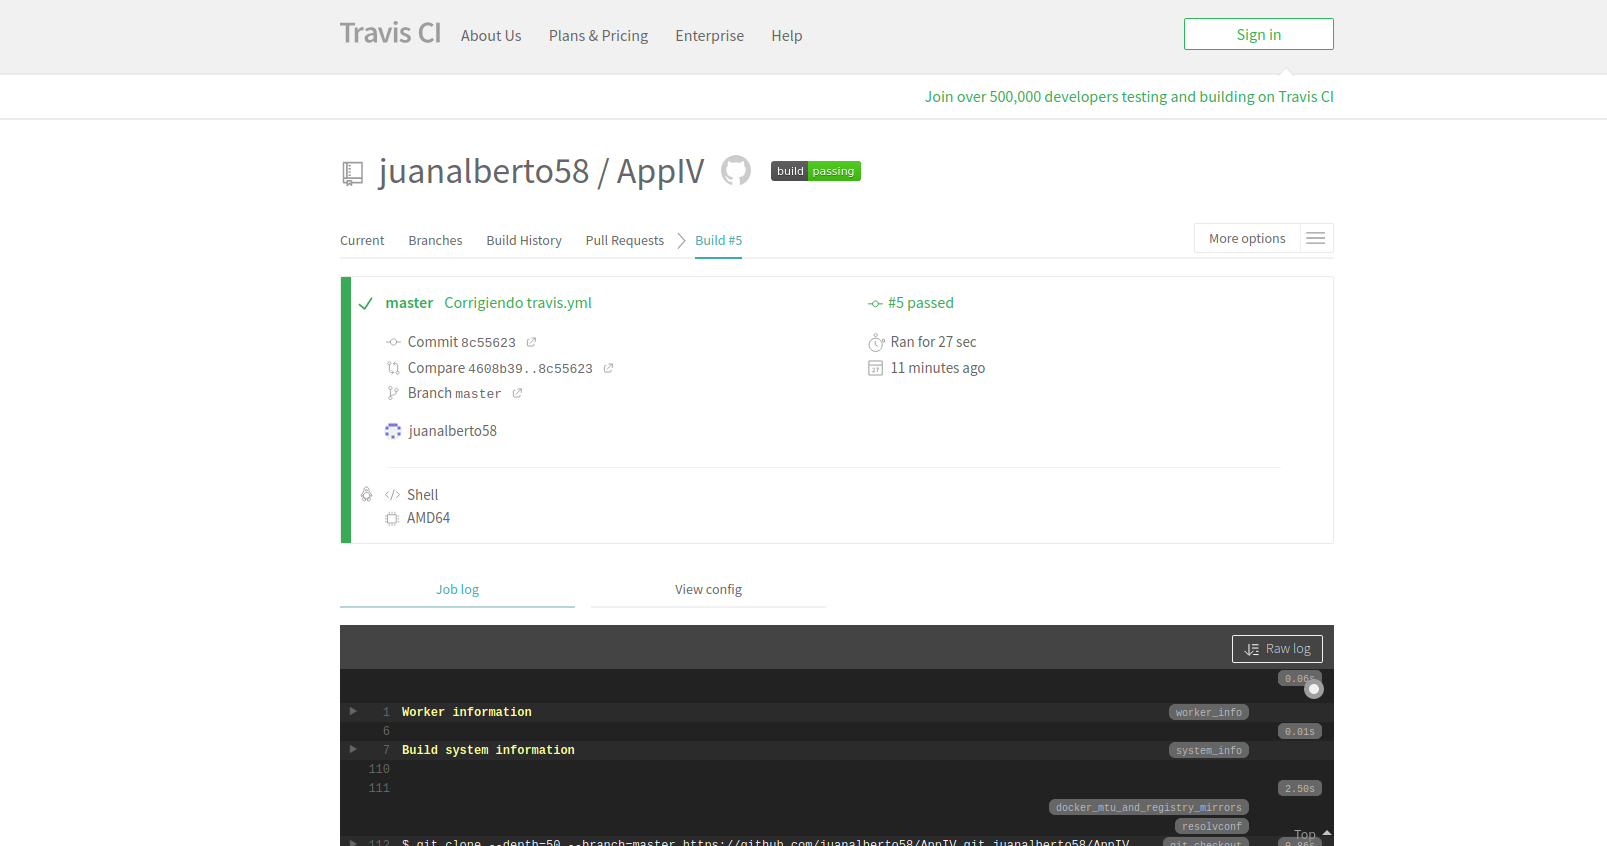 Travis CI About Us Plans & Pricing Enterprise Help Sign in
Join over 500,000 developers testing and building on Travis CI
juanalberto58 / AppIV build passing
Current Branches Build History Pull Requests Build #5 More options
master Corrigiendo travis.yml #5 passed
Commit 8c55623 Ran for 27 sec
Compare 4608b39..8c55623 27 11 minutes ago
Branch master
juanalberto58
Shell
AMD64
Job log View config
Raw log
0.06s
1 Worker information worker_info
6 0.01s
7 Build system information system_info
110
111 2.50s
docker_mtu_and_registry_mirrors
resolvconf
Top
112 $ git clone --depth=50 --branch=master https://github.com/juanalberto58/AppIV.git juanalberto58/AppIV git.checkout 0.86s